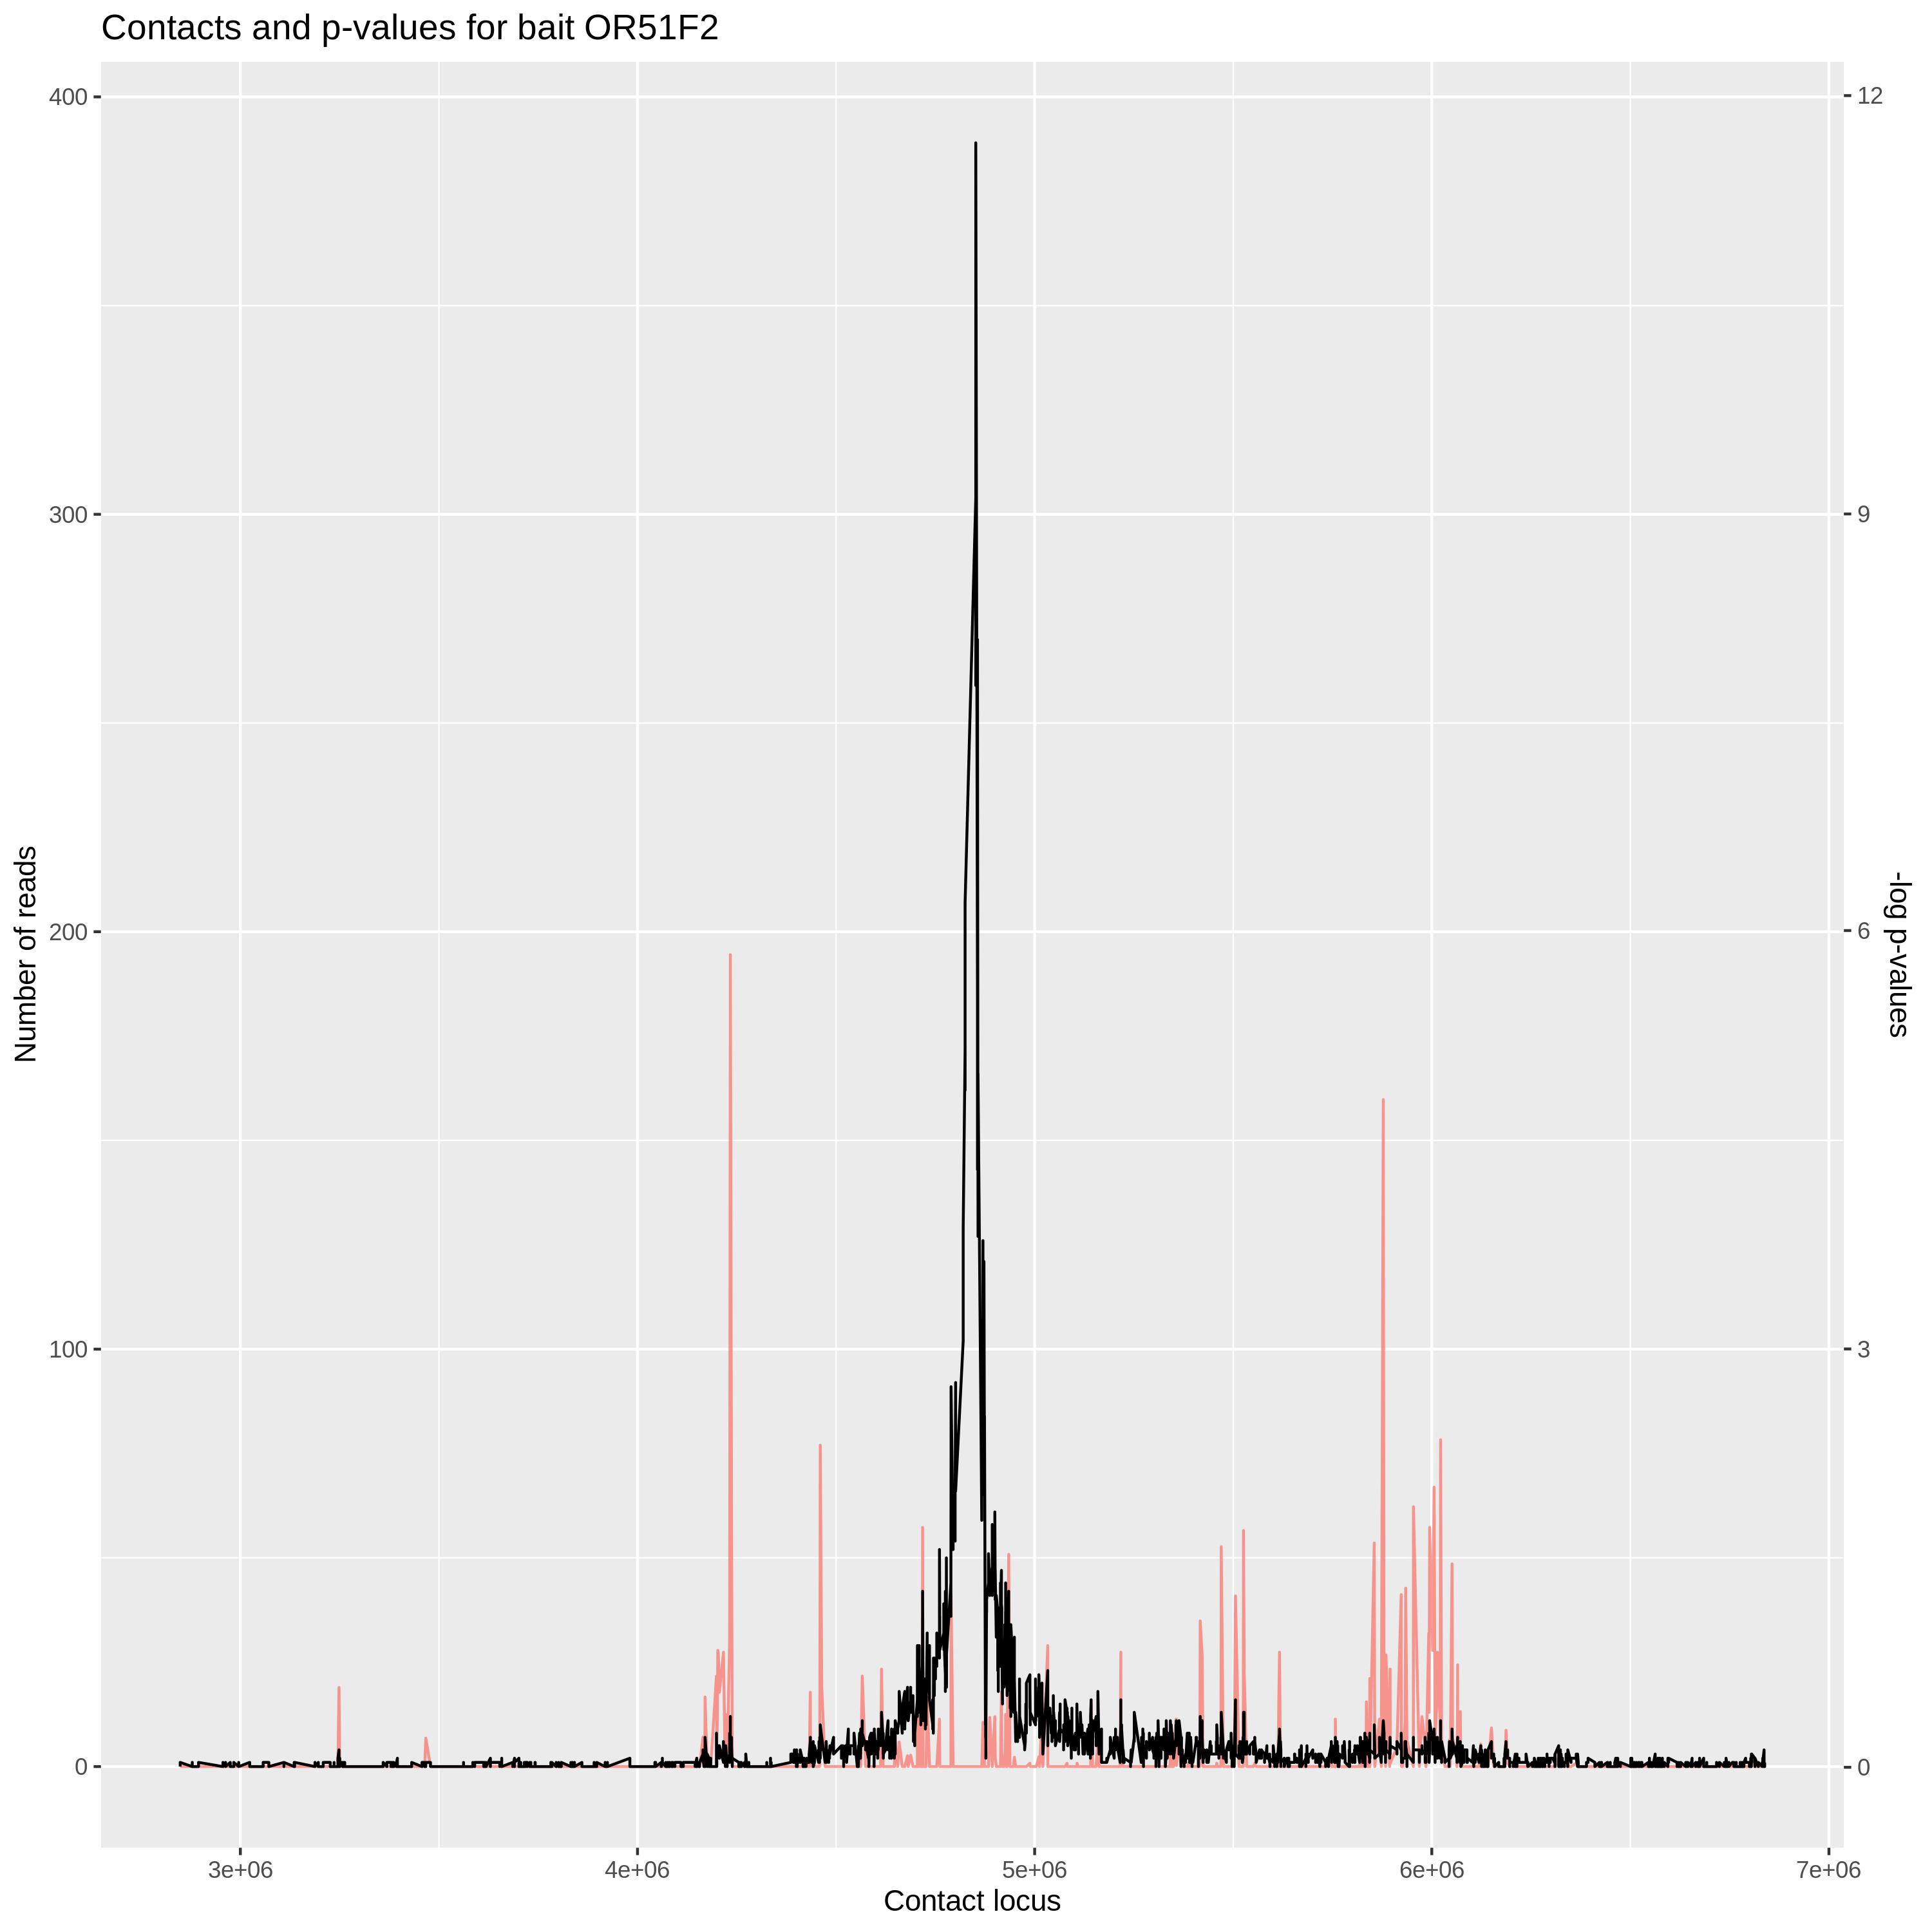 Contacts and p-values for bait OR51F2
400
300
200
100
0
12
9
6
3
0
Number of reads
-log p-values
3e+06
4e+06
5e+06
6e+06
7e+06
Contact locus